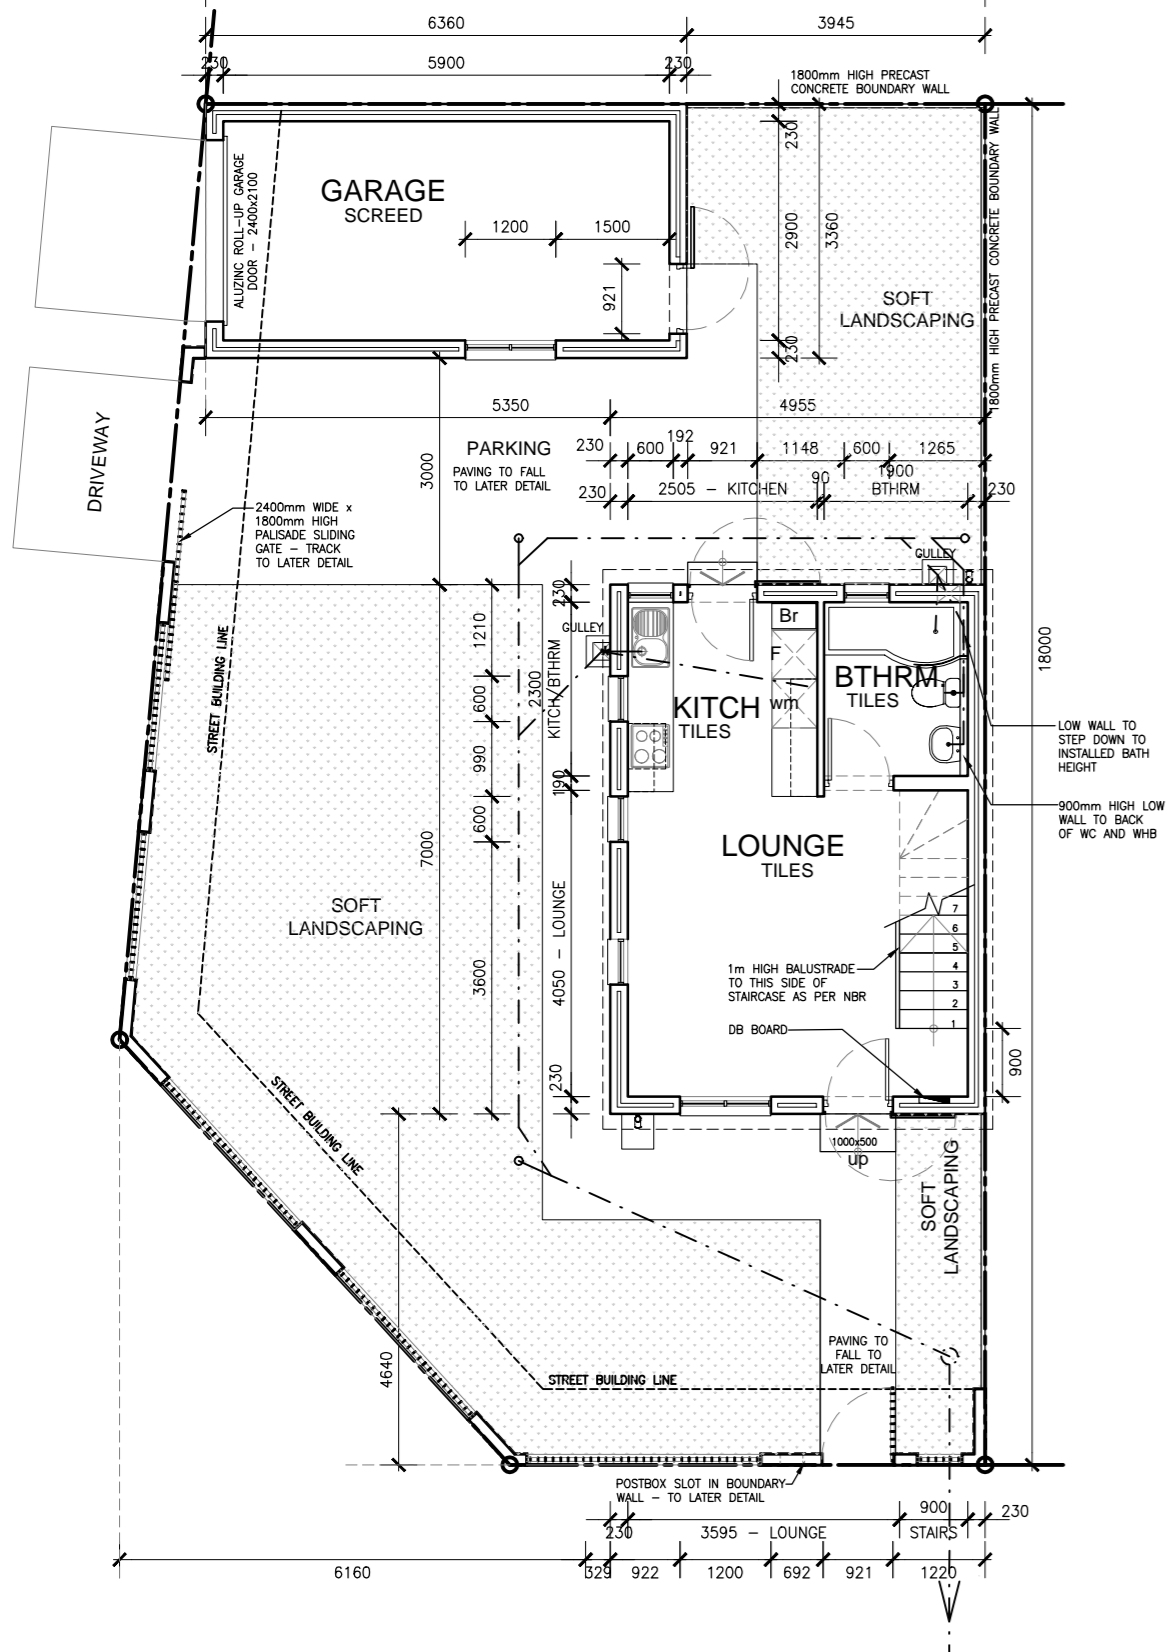 6360
3945
230
5900
230
1800mm HIGH PRECAST
CONCRETE BOUNDARY WALL
1800mm HIGH PRECAST CONCRETE BOUNDARY WALL
ALUZINC ROLL-UP GARAGE
DOOR - 2400x2100
GARAGE
SCREED
1200
1500
921
230
2900
3360
230
SOFT
LANDSCAPING
5350
4955
DRIVEWAY
3000
PARKING
PAVING TO FALL
TO LATER DETAIL
230
600
192
921
1148
600
1265
230
2505 - KITCHEN
90
1900
BTHRM
230
2400mm WIDE x
1800mm HIGH
PALISADE SLIDING
GATE - TRACK
TO LATER DETAIL
GULLEY
STREET BUILDING LINE
230
1210
GULLEY
2300
KITCH/BTHRM
600
990
190
600
7000
3600
4050 - LOUNGE
230
Br
F
wm
KITCH
TILES
BTHRM.
TILES
18000
LOW WALL TO
STEP DOWN TO
INSTALLED BATH
HEIGHT
900mm HIGH LOW
WALL TO BACK
OF WC AND WHB
LOUNGE
TILES
SOFT
LANDSCAPING
7
6
5
4
3
2
1
1m HIGH BALUSTRADE
TO THIS SIDE OF
STAIRCASE AS PER NBR
DB BOARD
900
STREET BUILDING LINE
1000x500
up
SOFT
LANDSCAPING
4640
PAVING TO
FALL TO
LATER DETAIL
STREET BUILDING LINE
POSTBOX SLOT IN BOUNDARY
WALL - TO LATER DETAIL
230
3595 - LOUNGE
900
STAIRS
230
6160
329
922
1200
692
921
1220